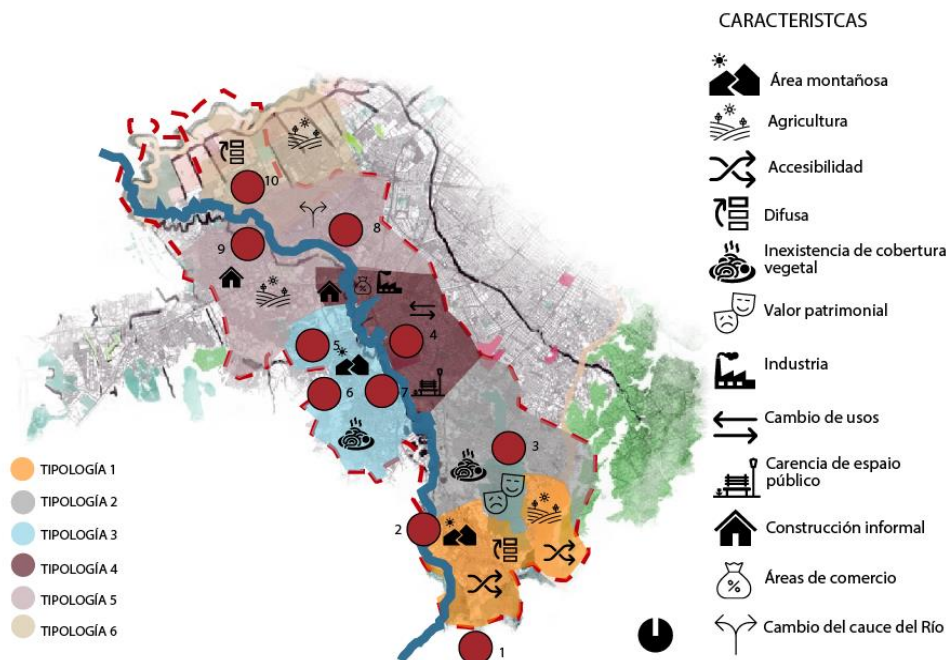 CARACTERISTCAS
Área montañosa
Agricultura
Accesibilidad
Difusa
Inexistencia de cobertura
vegetal
Valor patrimonial
Industria
Cambio de usos
Carencia de espaio
público
Construcción informal
%
Áreas de comercio
Cambio del cauce del Río
10
8
9
%
4
5
6
7
3
2
1
TIPOLOGÍA 1
TIPOLOGÍA 2
TIPOLOGÍA 3
TIPOLOGÍA 4
TIPOLOGÍA 5
TIPOLOGÍA 6